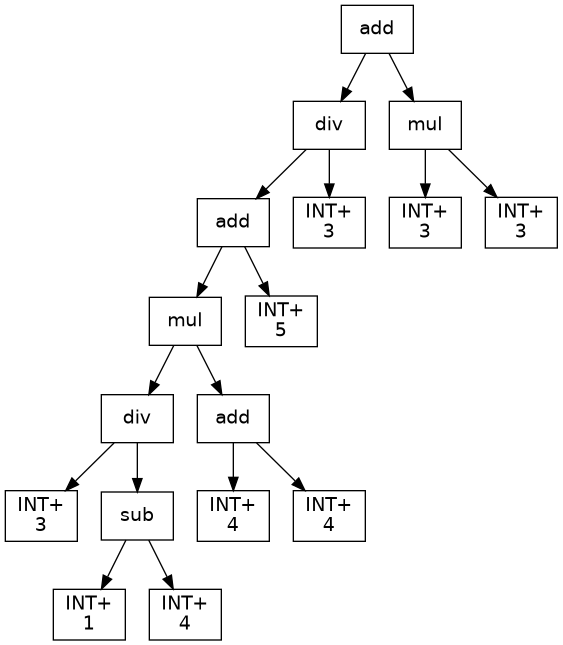 add
div
mul
add
INT+
3
INT+
3
INT+
3
mul
INT+
5
div
add
INT+
3
sub
INT+
4
INT+
4
INT+
1
INT+
4